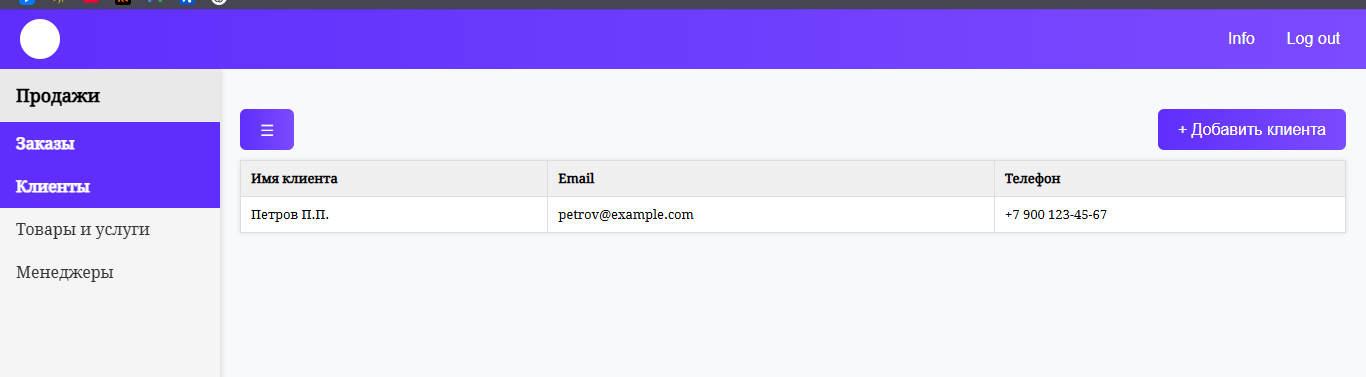 Info Log out
Продажи
Заказы
Клиенты
Товары и услуги
Менеджеры
☰ + Добавить клиента
Имя клиента Email Телефон
Петров П.П. petrov@example.com +7 900 123-45-67